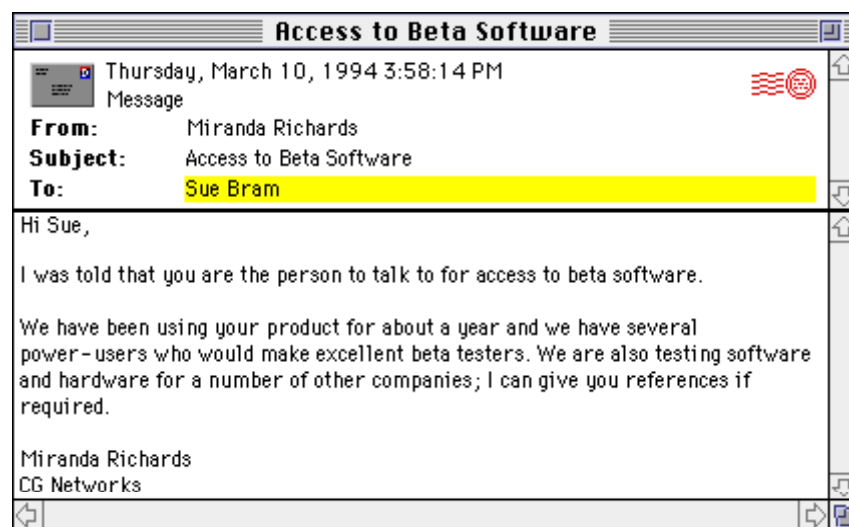 Access to Beta Software
Thursday, March 10, 1994 3:58:14 PM
Message
From: Miranda Richards
Subject: Access to Beta Software
To: Sue Bram
Hi Sue,
I was told that you are the person to talk to for access to beta software.
We have been using your product for about a year and we have several
power-users who would make excellent beta testers. We are also testing software
and hardware for a number of other companies; I can give you references if
required.
Miranda Richards
CG Networks